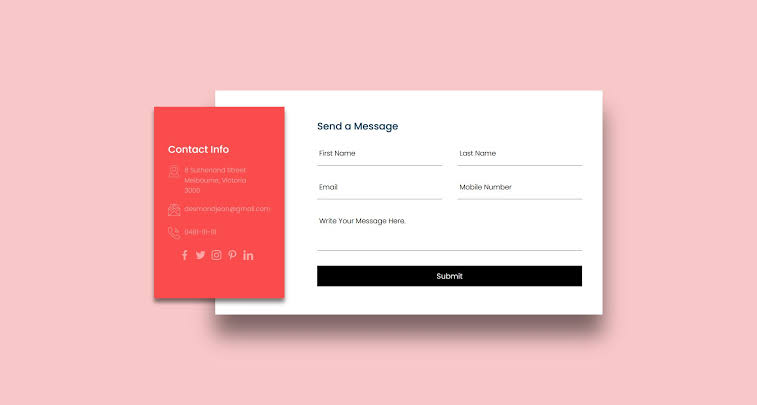 Contact Info
8 Sutherland Street
Melbourne, Victoria
3000
desmondjeon@gmail.com
0481-111-111
Send a Message
First Name
Last Name
Email
Mobile Number
Write Your Message Here.
Submit